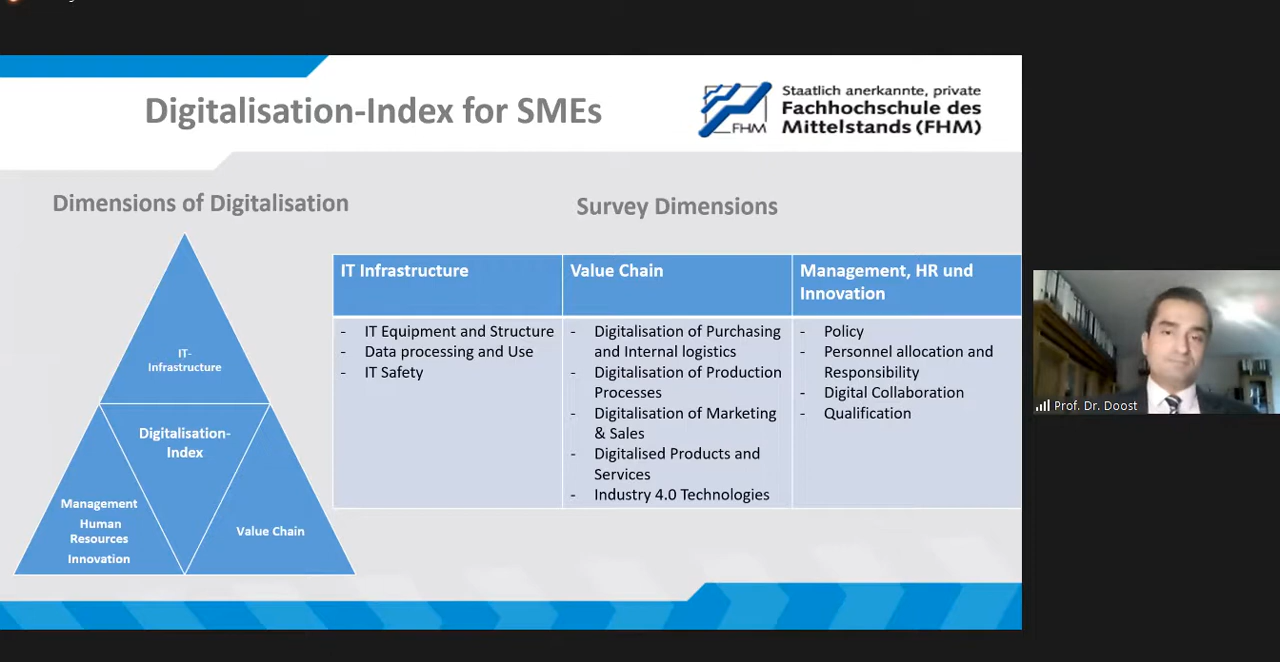 Digitalisation-Index for SMEs
FHM
Staatlich anerkannte, private
Fachhochschule des
Mittelstands (FHM)
Dimensions of Digitalisation
IT-
Infrastructure
Digitalisation-
Index
Management
Human
Resources
Innovation
Value Chain
Survey Dimensions
IT Infrastructure
- IT Equipment and Structure
- Data processing and Use
- IT Safety
Value Chain
- Digitalisation of Purchasing
and Internal logistics
- Digitalisation of Production
Processes
- Digitalisation of Marketing
& Sales
- Digitalised Products and
Services
- Industry 4.0 Technologies
Management, HR und
Innovation
- Policy
- Personnel allocation and
Responsibility
- Digital Collaboration
- Qualification
Prof. Dr. Doost